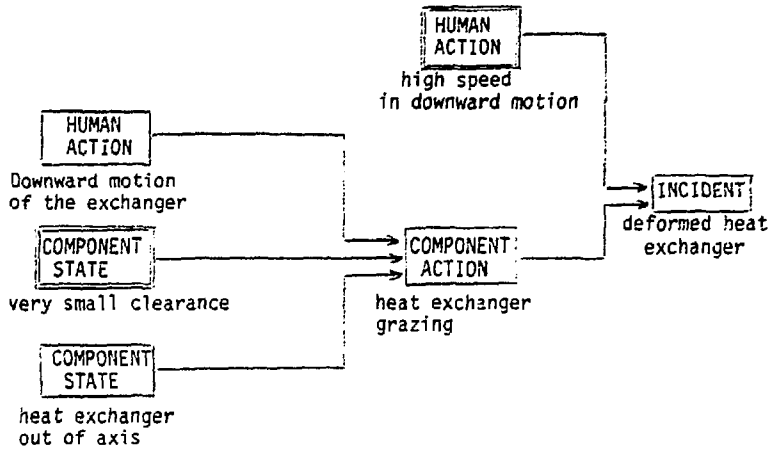 HUMAN
ACTION
high speed
in downward motion
HUMAN
ACTION
Downward motion
of the exchanger
COMPONENT
STATE
very small clearance
COMPONENT
STATE
heat exchanger
out of axis
COMPONENT
ACTION
heat exchanger
grazing
INCIDENT
deformed heat
exchanger